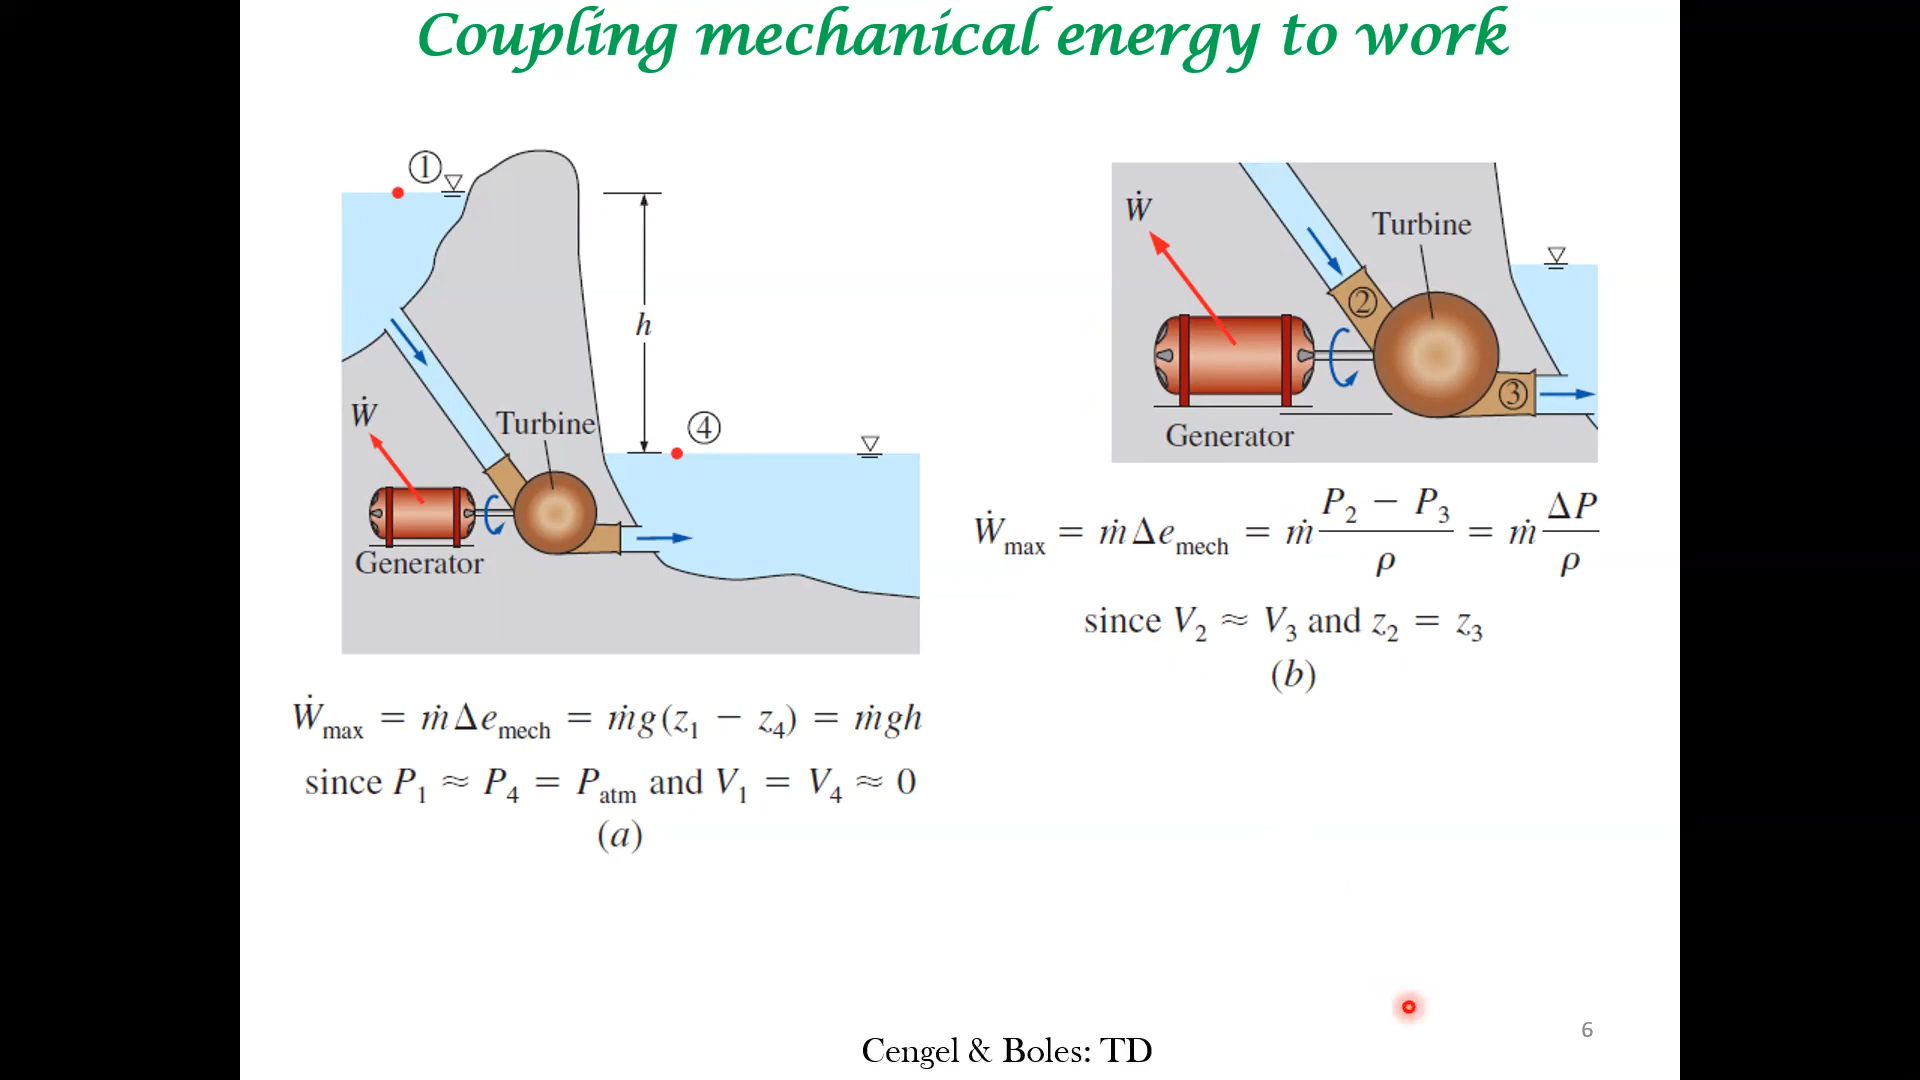 Coupling mechanical energy to work
①
h
④
Ẇ
Turbine
Generator
Ẇmax = ṁΔemech = ṁg(z1 − z4) = ṁgh
since P1 ≈ P4 = Patm and V1 = V4 ≈ 0
(a)
Ẇ
Turbine
②
③
Generator
Ẇmax = ṁΔemech = ṁ (P2 − P3)/ρ = ṁ ΔP/ρ
since V2 ≈ V3 and z2 = z3
(b)
Cengel & Boles: TD
6